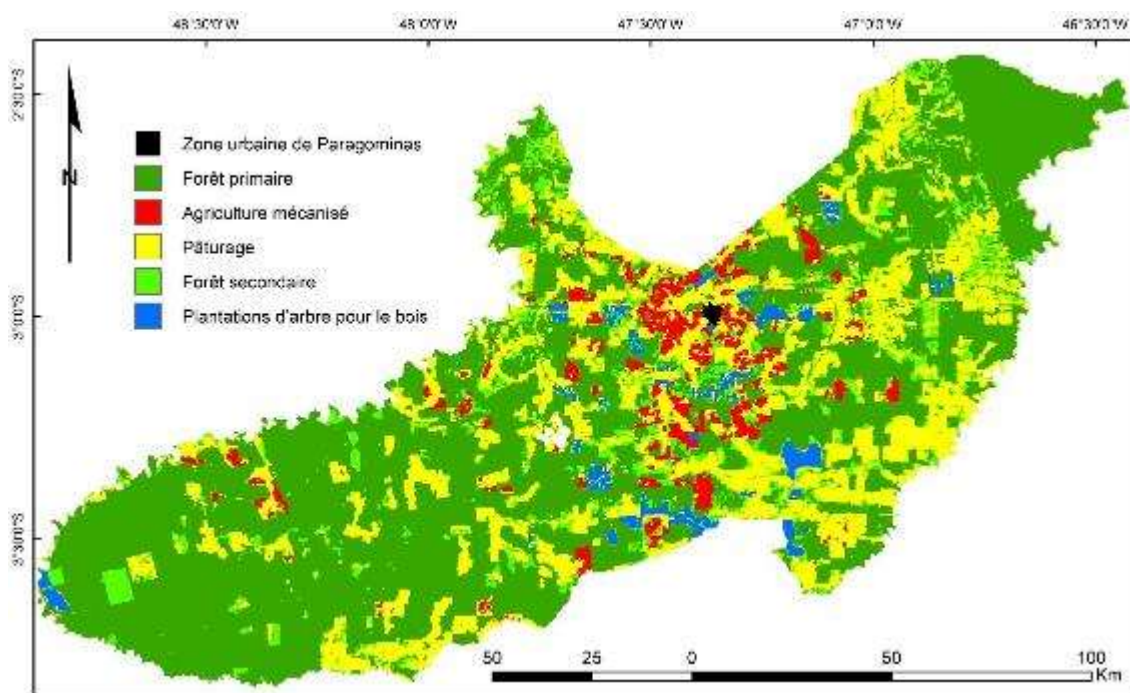 48°30'0"W 48°0'0"W 47°30'0"W 47°0'0"W 46°30'0"W
2°30'0"S
3°0'0"S
3°30'0"S
N
Zone urbaine de Paragominas
Forêt primaire
Agriculture mécanisé
Pâturage
Forêt secondaire
Plantations d'arbre pour le bois
50 25 0 50 100
Km